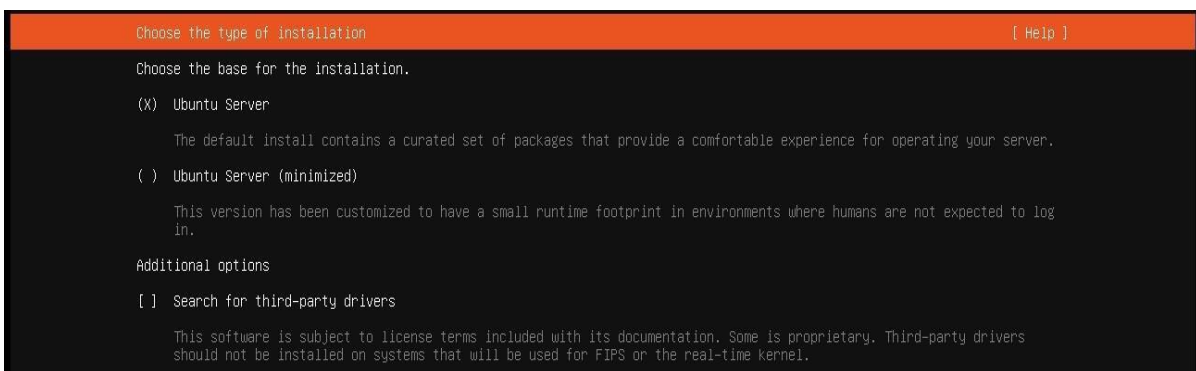 Choose the type of installation [ Help ]
Choose the base for the installation.
(X) Ubuntu Server
The default install contains a curated set of packages that provide a comfortable experience for operating your server.
( ) Ubuntu Server (minimized)
This version has been customized to have a small runtime footprint in environments where humans are not expected to log
in.
Additional options
[ ] Search for third-party drivers
This software is subject to license terms included with its documentation. Some is proprietary. Third-party drivers
should not be installed on systems that will be used for FIPS or the real-time kernel.